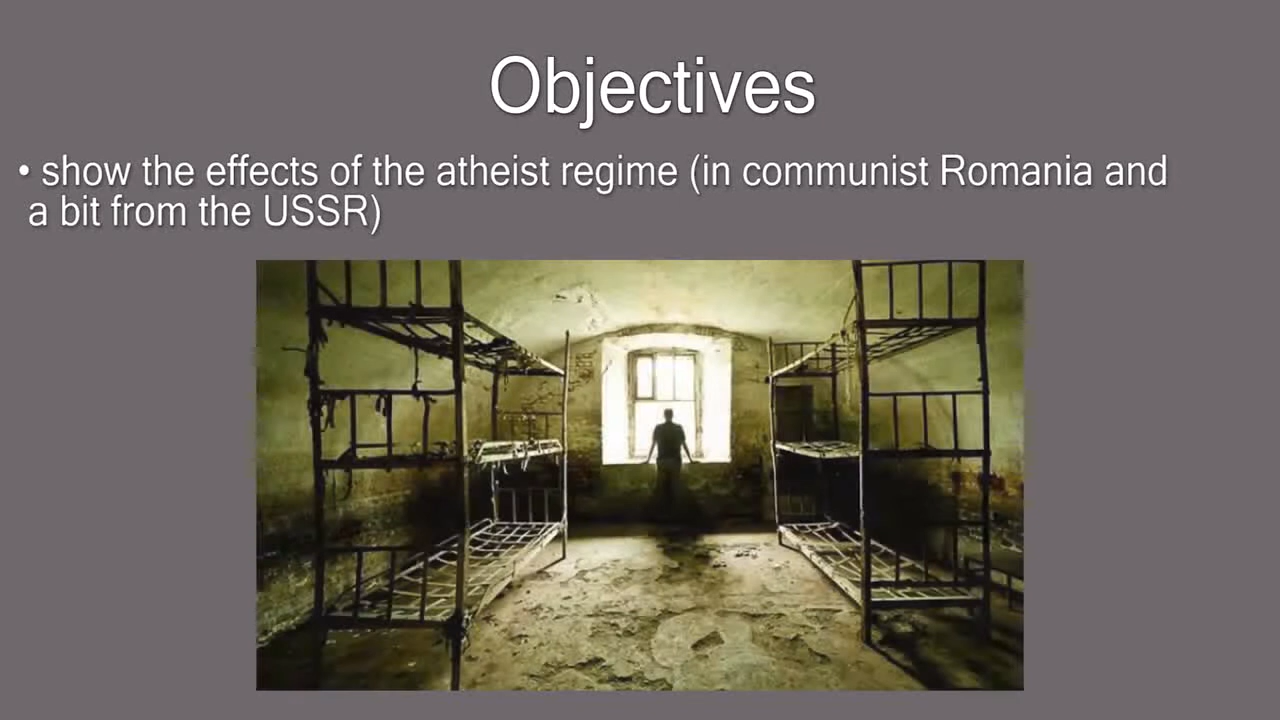 Objectives
• show the effects of the atheist regime (in communist Romania and
a bit from the USSR)